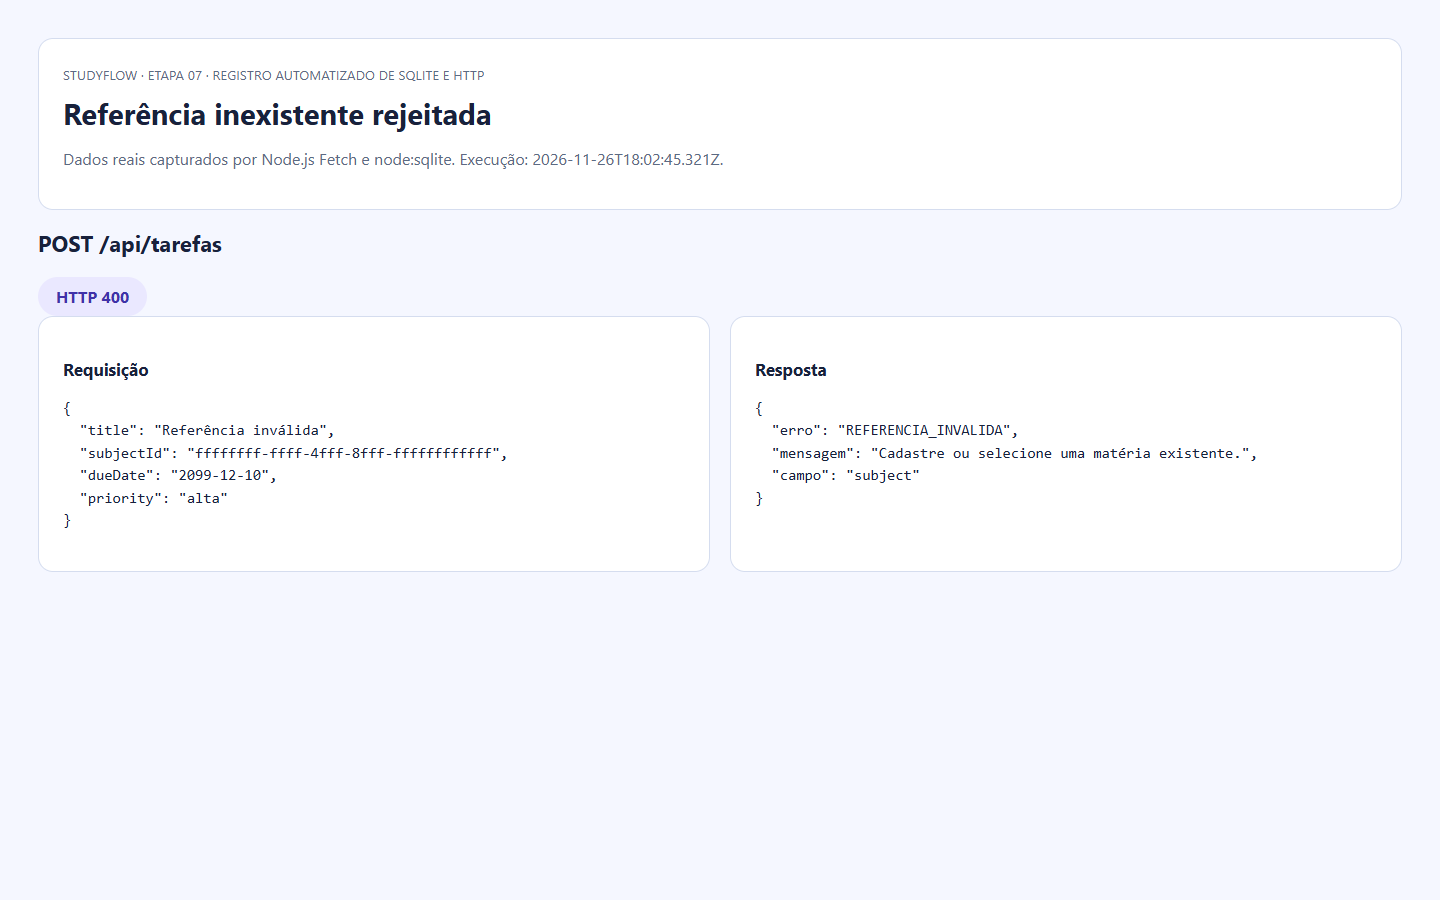 STUDYFLOW · ETAPA 07 · REGISTRO AUTOMATIZADO DE SQLITE E HTTP
Referência inexistente rejeitada
Dados reais capturados por Node.js Fetch e node:sqlite. Execução: 2026-11-26T18:02:45.321Z.
POST /api/tarefas
HTTP 400
Requisição
{
  "title": "Referência inválida",
  "subjectId": "ffffffff-ffff-4fff-8fff-ffffffffffff",
  "dueDate": "2099-12-10",
  "priority": "alta"
}
Resposta
{
  "erro": "REFERENCIA_INVALIDA",
  "mensagem": "Cadastre ou selecione uma matéria existente.",
  "campo": "subject"
}